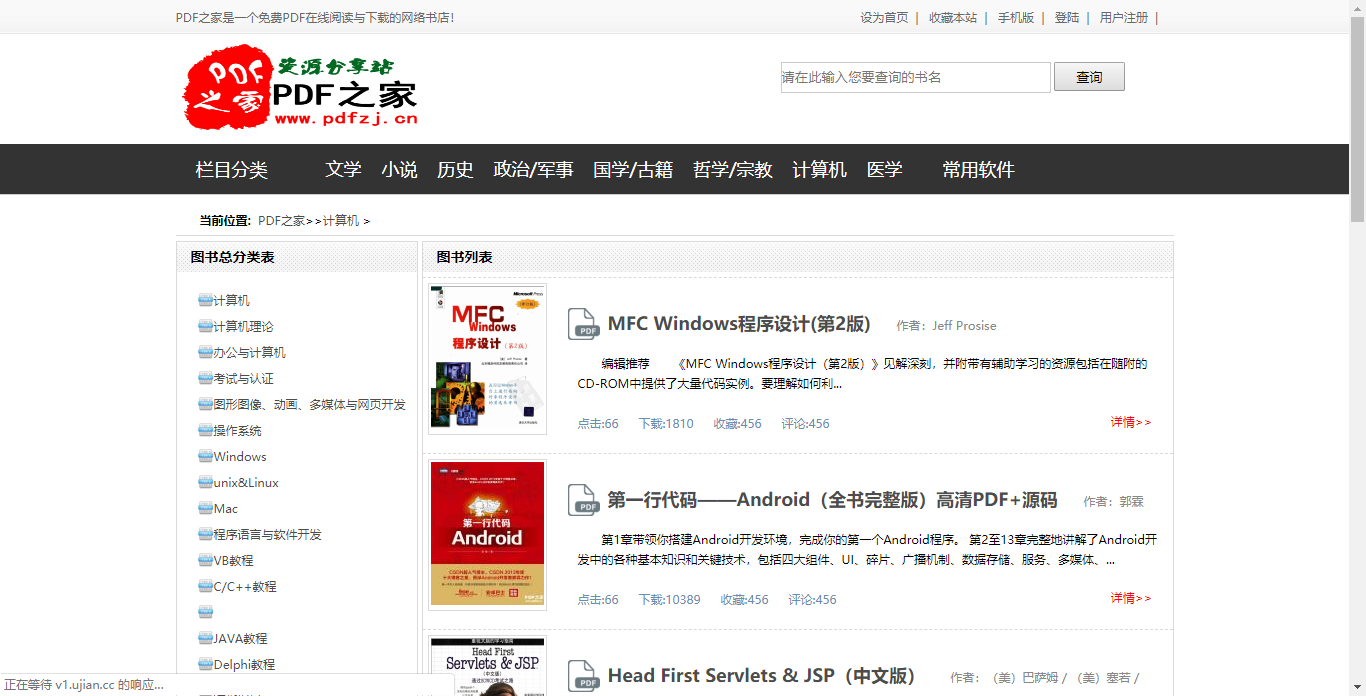 PDF之家是一个免费PDF在线阅读与下载的网络书店!
设为首页 | 收藏本站 | 手机版 | 登陆 | 用户注册 |
PDF之家
资源分享站
PDF之家
www.pdfzj.cn
请在此输入您要查询的书名
查询
栏目分类 文学 小说 历史 政治/军事 国学/古籍 哲学/宗教 计算机 医学 常用软件
当前位置: PDF之家>>计算机 >
图书总分类表
计算机
计算机理论
办公与计算机
考试与认证
图形图像、动画、多媒体与网页开发
操作系统
Windows
unix&Linux
Mac
程序语言与软件开发
VB教程
C/C++教程
JAVA教程
Delphi教程
图书列表
Microsoft Press
MFC
Windows
程序设计(第2版)
PDF
MFC Windows程序设计(第2版) 作者：Jeff Prosise
编辑推荐 《MFC Windows程序设计（第2版）》见解深刻，并附带有辅助学习的资源包括在随附的
CD-ROM中提供了大量代码实例。要理解如何利...
点击:66 下载:1810 收藏:456 评论:456 详情>>
第一行代码
Android
PDF
第一行代码——Android（全书完整版）高清PDF+源码 作者：郭霖
第1章带领你搭建Android开发环境，完成你的第一个Android程序。 第2至13章完整地讲解了Android开
发中的各种基本知识和关键技术，包括四大组件、UI、碎片、广播机制、数据存储、服务、多媒体、...
点击:66 下载:10389 收藏:456 评论:456 详情>>
Head First
Servlets & JSP
(中文版)
PDF
Head First Servlets & JSP（中文版） 作者：（美）巴萨姆 / （美）塞若 /
正在等待 v1.ujian.cc 的响应...